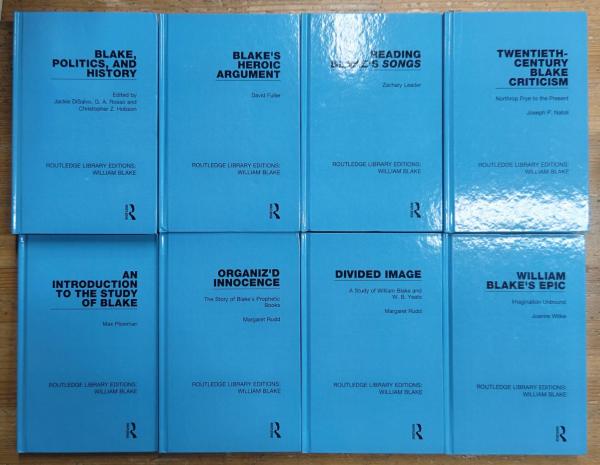 BLAKE,
POLITICS, AND
HISTORY
Edited by
Jackie DiSalvo, G. A. Rosso and
Christopher Z. Hobson
ROUTLEDGE LIBRARY EDITIONS:
WILLIAM BLAKE
R
BLAKE'S
HEROIC
ARGUMENT
David Fuller
ROUTLEDGE LIBRARY EDITIONS:
WILLIAM BLAKE
R
READING
BLAKE'S SONGS
Zachary Leader
ROUTLEDGE LIBRARY EDITIONS:
WILLIAM BLAKE
R
TWENTIETH-
CENTURY
BLAKE
CRITICISM
Northrop Frye to the Present
Joseph P. Natoli
ROUTLEDGE LIBRARY EDITIONS:
WILLIAM BLAKE
R
AN
INTRODUCTION
TO THE STUDY
OF BLAKE
Max Plowman
ROUTLEDGE LIBRARY EDITIONS:
WILLIAM BLAKE
R
ORGANIZ'D
INNOCENCE
The Story of Blake's Prophetic
Books
Margaret Rudd
ROUTLEDGE LIBRARY EDITIONS:
WILLIAM BLAKE
R
DIVIDED IMAGE
A Study of William Blake and
W. B. Yeats
Margaret Rudd
ROUTLEDGE LIBRARY EDITIONS:
WILLIAM BLAKE
R
WILLIAM
BLAKE'S EPIC
Imagination Unbound
Joanne Witke
ROUTLEDGE LIBRARY EDITIONS:
WILLIAM BLAKE
R